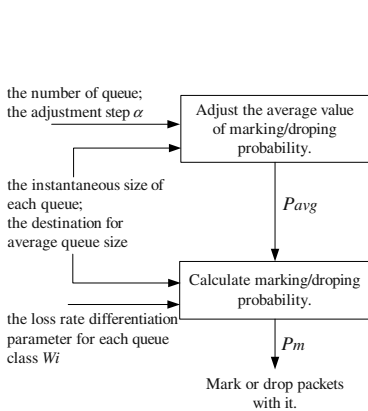 the number of queue;
the adjustment step α
Adjust the average value
of marking/droping
probability.
the instantaneous size of
each queue;
the destination for
average queue size
Pavg
Calculate marking/droping
probability.
the loss rate differentiation
parameter for each queue
class Wi
Pm
Mark or drop packets
with it.